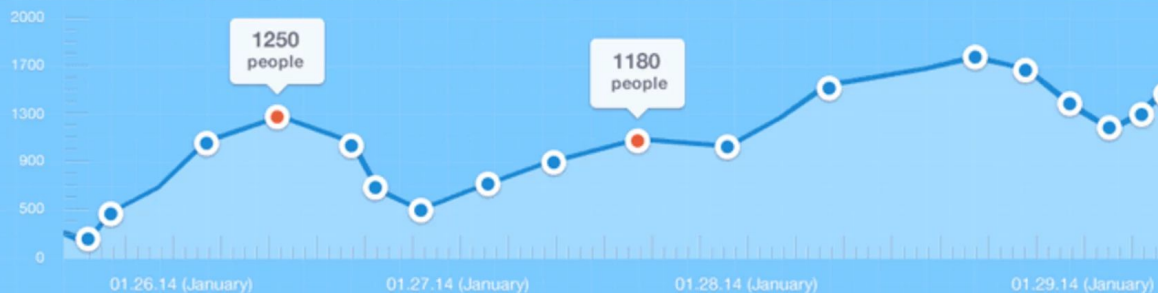 2000
1700
1300
900
500
0
1250
people
1180
people
01.26.14 (January)
01.27.14 (January)
01.28.14 (January)
01.29.14 (January)